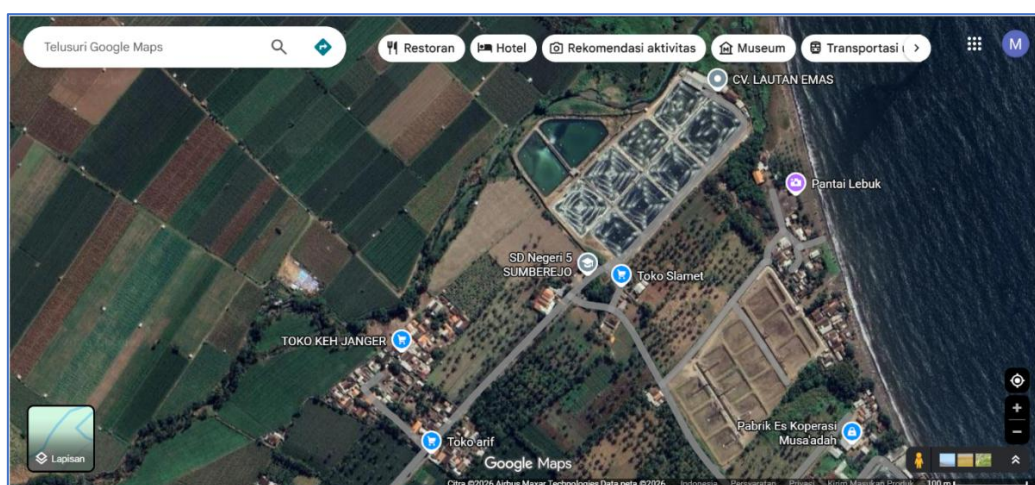 Telusuri Google Maps
Restoran
Hotel
Rekomendasi aktivitas
Museum
Transportasi
M
CV. LAUTAN EMAS
Pantai Lebuk
SD Negeri 5
SUMBEREJO
Toko Slamet
TOKO KEH JANGER
Pabrik Es Koperasi
Musa'adah
Toko arif
Lapisan
Google Maps
Citra ©2026 Airbus Maxar Technologies Data peta ©2026 Indonesia Persyaratan Privasi Kirim Masukan Produk 100 m